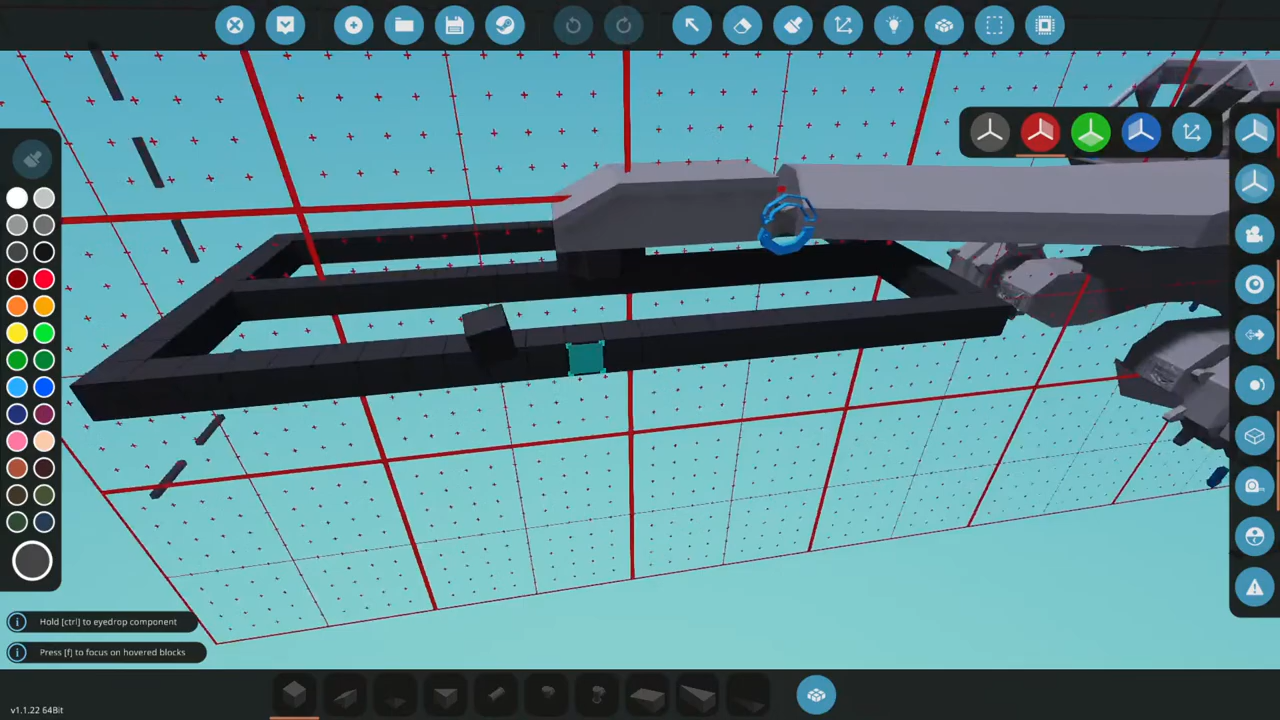 Hold [ctrl] to eyedrop component
Press [f] to focus on hovered blocks
v1.1.22 64Bit